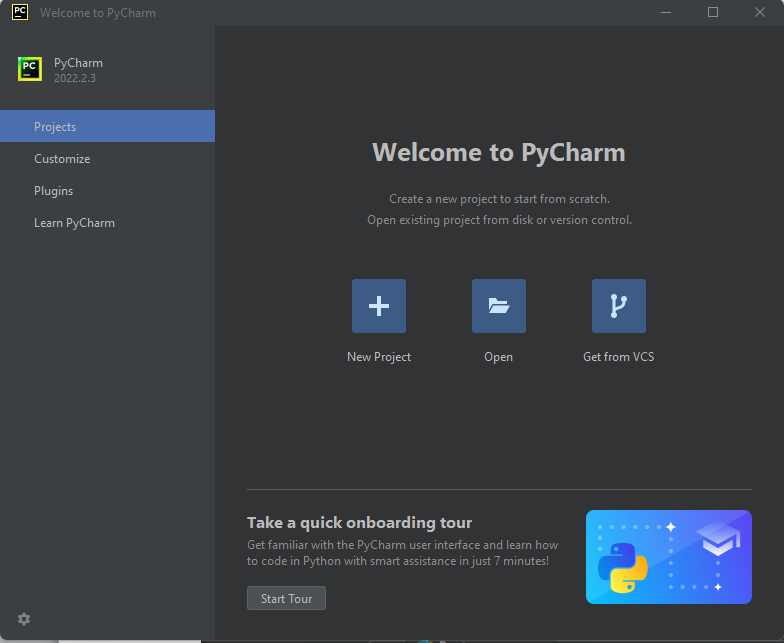 PC
Welcome to PyCharm
PC
PyCharm
2022.2.3
Projects
Customize
Plugins
Learn PyCharm
Welcome to PyCharm
Create a new project to start from scratch.
Open existing project from disk or version control.
New Project
Open
Get from VCS
Take a quick onboarding tour
Get familiar with the PyCharm user interface and learn how
to code in Python with smart assistance in just 7 minutes!
Start Tour